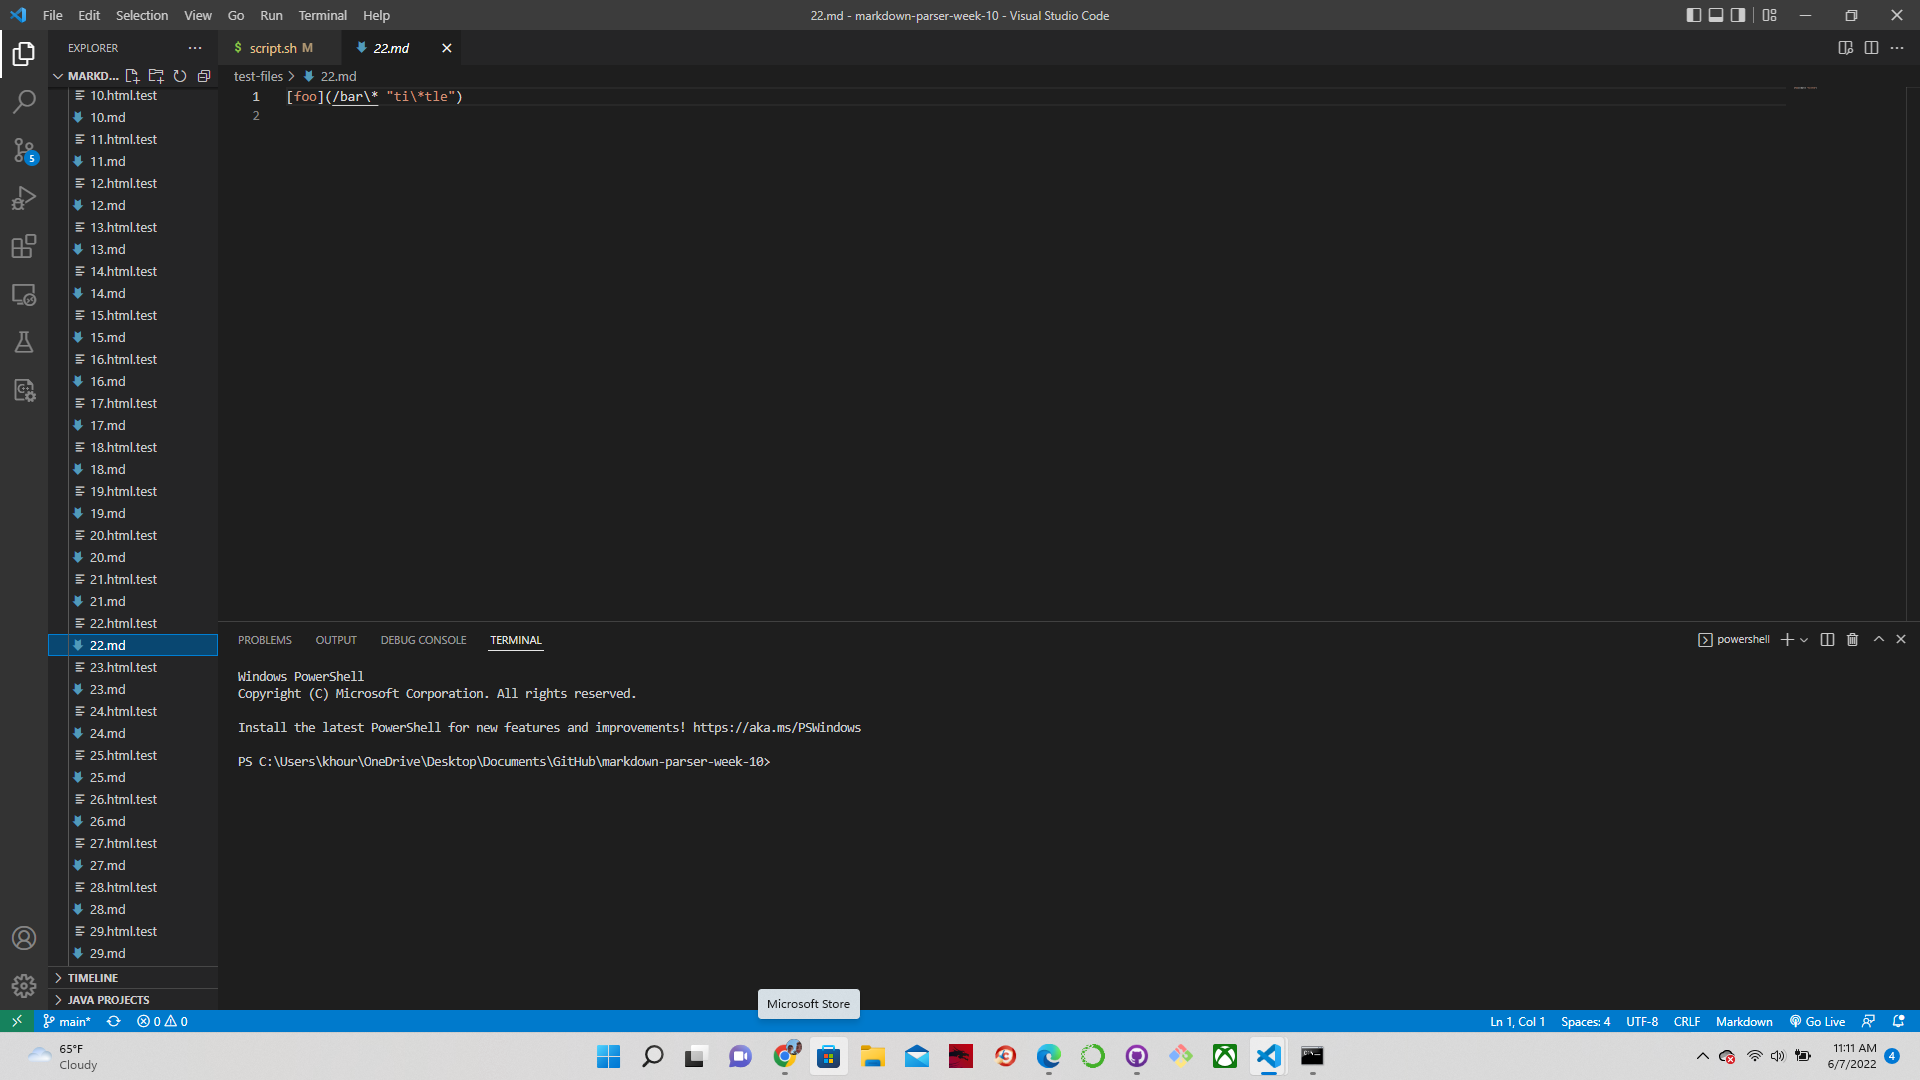 File Edit Selection View Go Run Terminal Help
22.md - markdown-parser-week-10 - Visual Studio Code
EXPLORER
$ script.sh M
22.md
MARKD...
test-files > 22.md
1 [foo](/bar\* "ti\*tle")
2
10.html.test
10.md
11.html.test
11.md
12.html.test
12.md
13.html.test
13.md
14.html.test
14.md
15.html.test
15.md
16.html.test
16.md
17.html.test
17.md
18.html.test
18.md
19.html.test
19.md
20.html.test
20.md
21.html.test
21.md
22.html.test
22.md
23.html.test
23.md
24.html.test
24.md
25.html.test
25.md
26.html.test
26.md
27.html.test
27.md
28.html.test
28.md
29.html.test
29.md
TIMELINE
JAVA PROJECTS
5
PROBLEMS OUTPUT DEBUG CONSOLE TERMINAL
powershell
Windows PowerShell
Copyright (C) Microsoft Corporation. All rights reserved.
Install the latest PowerShell for new features and improvements! https://aka.ms/PSWindows
PS C:\Users\khour\OneDrive\Desktop\Documents\GitHub\markdown-parser-week-10>
Microsoft Store
main* 0 0
Ln 1, Col 1 Spaces: 4 UTF-8 CRLF Markdown Go Live
65°F
Cloudy
11:11 AM
6/7/2022
4